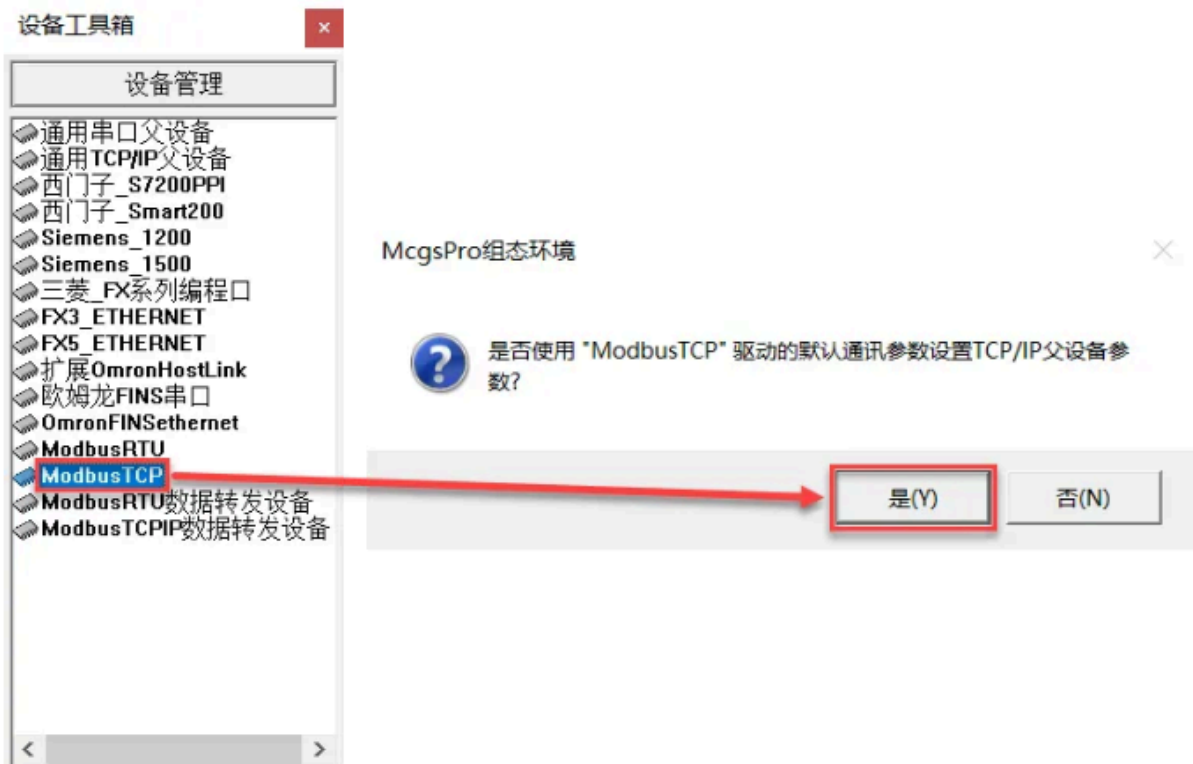 设备工具箱
设备管理
通用串口父设备
通用TCP/IP父设备
西门子_S7200PPI
西门子_Smart200
Siemens_1200
Siemens_1500
三菱_FX系列编程口
FX3_ETHERNET
FX5_ETHERNET
扩展OmronHostLink
欧姆龙FINS串口
OmronFINSethernet
ModbusRTU
ModbusTCP
ModbusRTU数据转发设备
ModbusTCPIP数据转发设备
McgsPro组态环境
是否使用 "ModbusTCP" 驱动的默认通讯参数设置TCP/IP父设备参
数?
是(Y)
否(N)